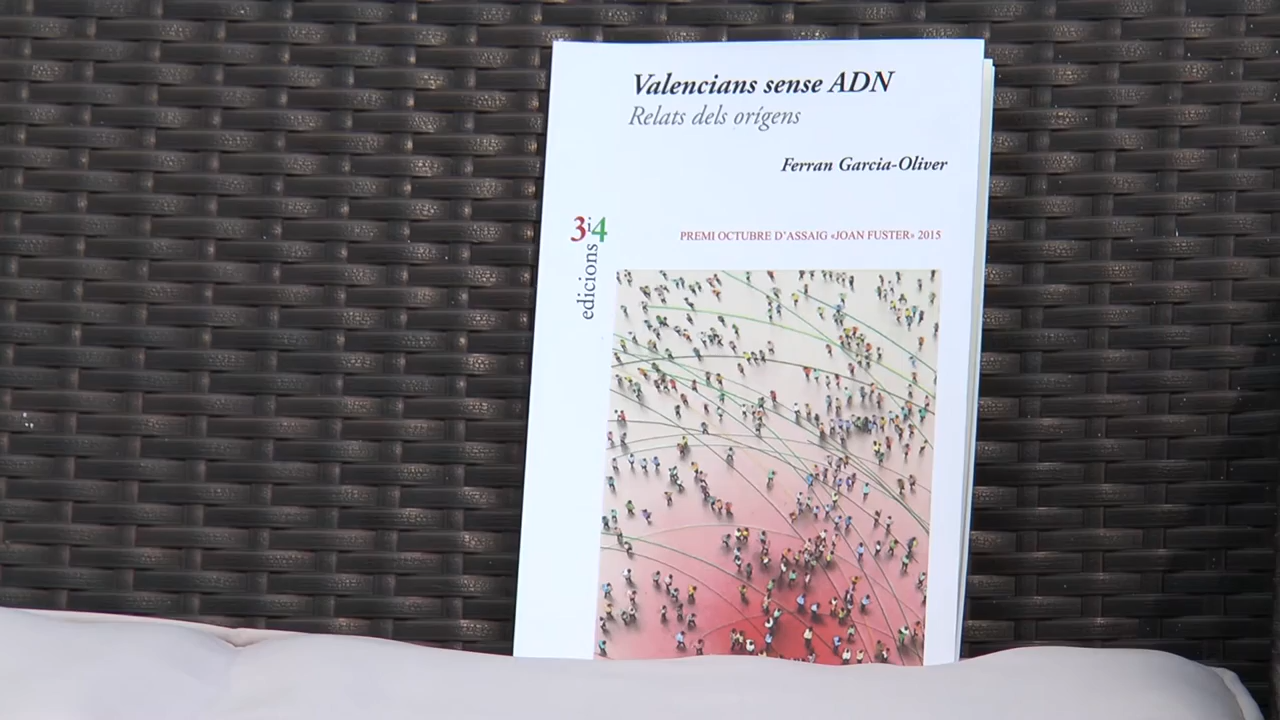 Valencians sense ADN
Relats dels orígens
Ferran Garcia-Oliver
3i4
edicions
PREMI OCTUBRE D'ASSAIG «JOAN FUSTER» 2015